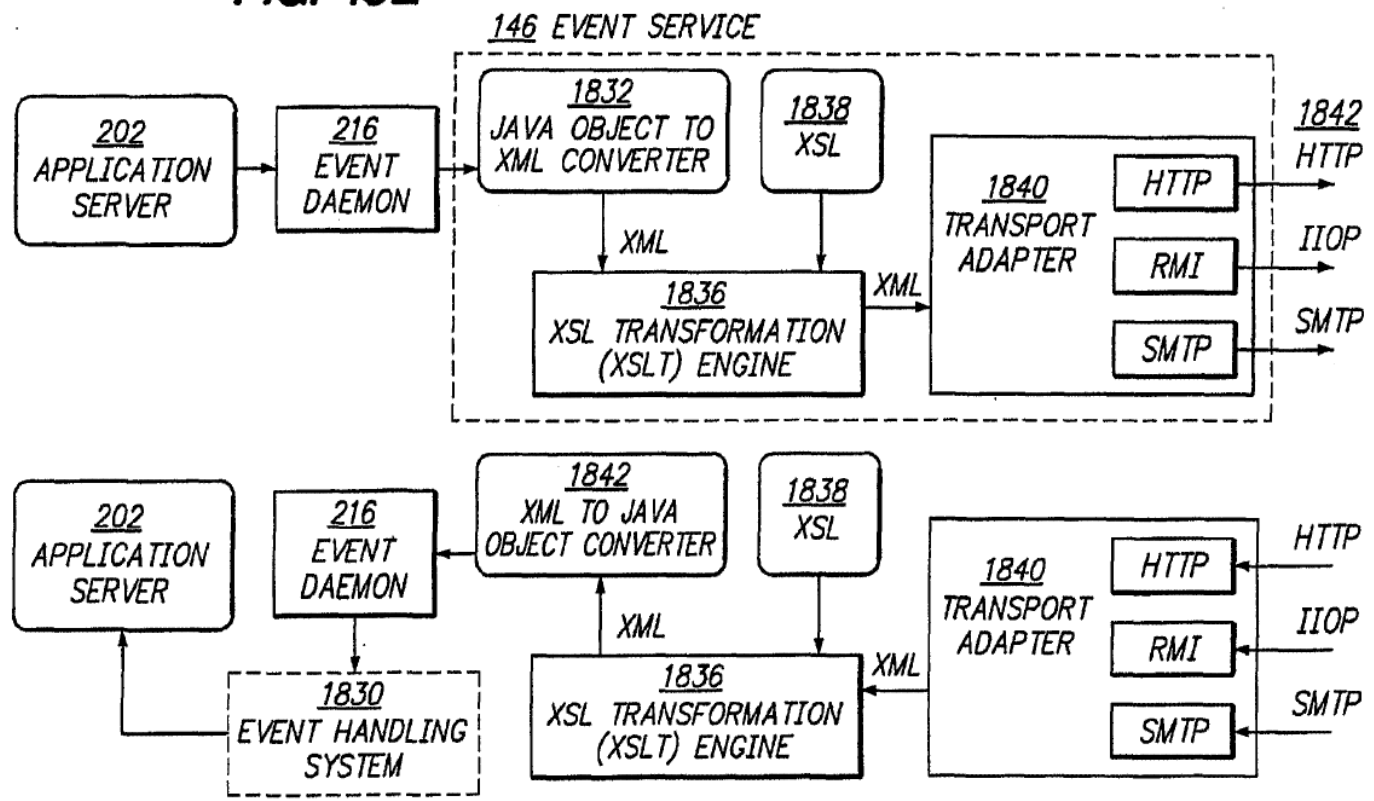 146 EVENT SERVICE
202
APPLICATION
SERVER
216
EVENT
DAEMON
1832
JAVA OBJECT TO
XML CONVERTER
1838
XSL
XML
1836
XSL TRANSFORMATION
(XSLT) ENGINE
XML
1840
TRANSPORT
ADAPTER
HTTP
RMI
SMTP
1842
HTTP
IIOP
SMTP
202
APPLICATION
SERVER
216
EVENT
DAEMON
1830
EVENT HANDLING
SYSTEM
1842
XML TO JAVA
OBJECT CONVERTER
1838
XSL
XML
1836
XSL TRANSFORMATION
(XSLT) ENGINE
XML
1840
TRANSPORT
ADAPTER
HTTP
RMI
SMTP
HTTP
IIOP
SMTP